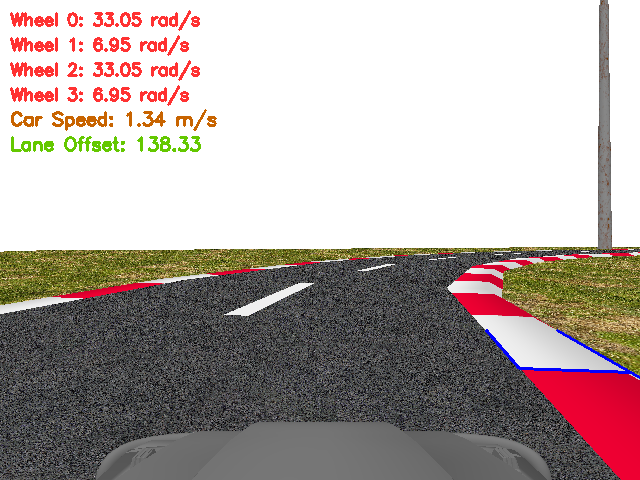 Wheel 0: 33.05 rad/s
Wheel 1: 6.95 rad/s
Wheel 2: 33.05 rad/s
Wheel 3: 6.95 rad/s
Car Speed: 1.34 m/s
Lane Offset: 138.33